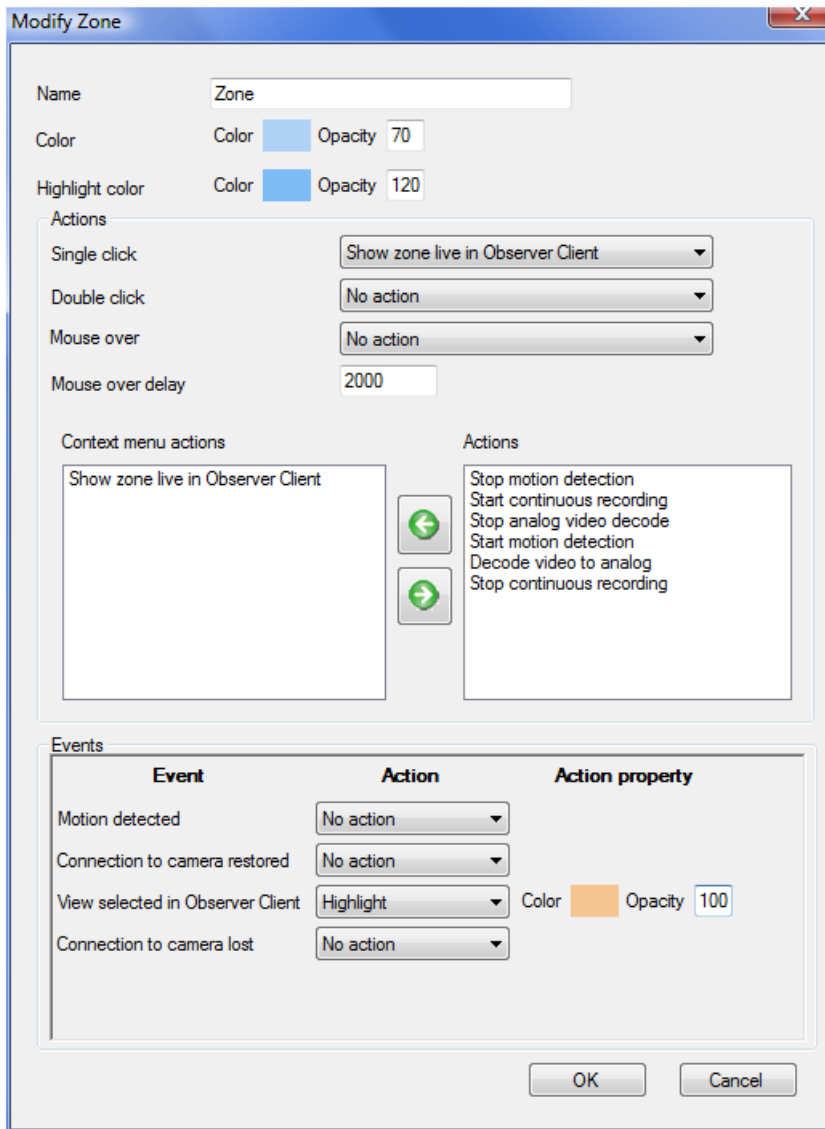 Modify Zone
Name Zone
Color Color Opacity 70
Highlight color Color Opacity 120
Actions
Single click Show zone live in Observer Client
Double click No action
Mouse over No action
Mouse over delay 2000
Context menu actions Actions
Show zone live in Observer Client
Stop motion detection
Start continuous recording
Stop analog video decode
Start motion detection
Decode video to analog
Stop continuous recording
Events
Event Action Action property
Motion detected No action
Connection to camera restored No action
View selected in Observer Client Highlight Color Opacity 100
Connection to camera lost No action
OK Cancel